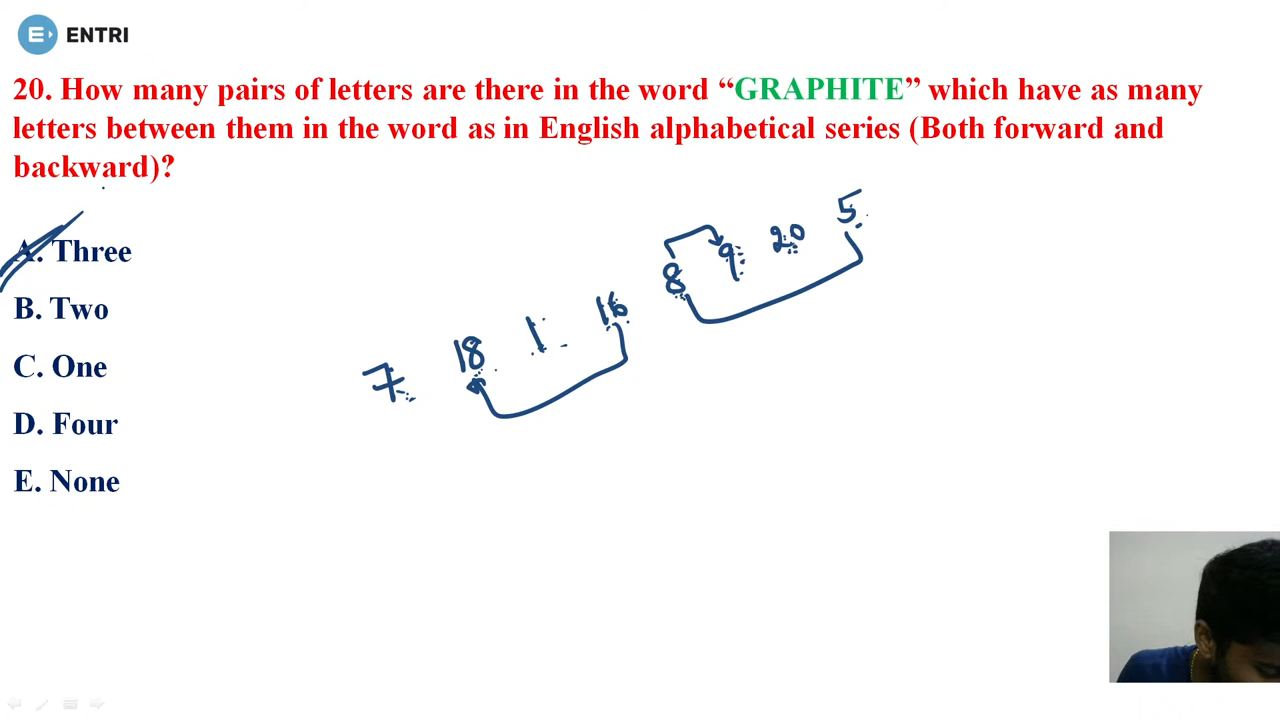 ENTRI
20. How many pairs of letters are there in the word “GRAPHITE” which have as many
letters between them in the word as in English alphabetical series (Both forward and
backward)?
A. Three
B. Two
C. One
D. Four
E. None
7 18 1 16 8 9 20 5